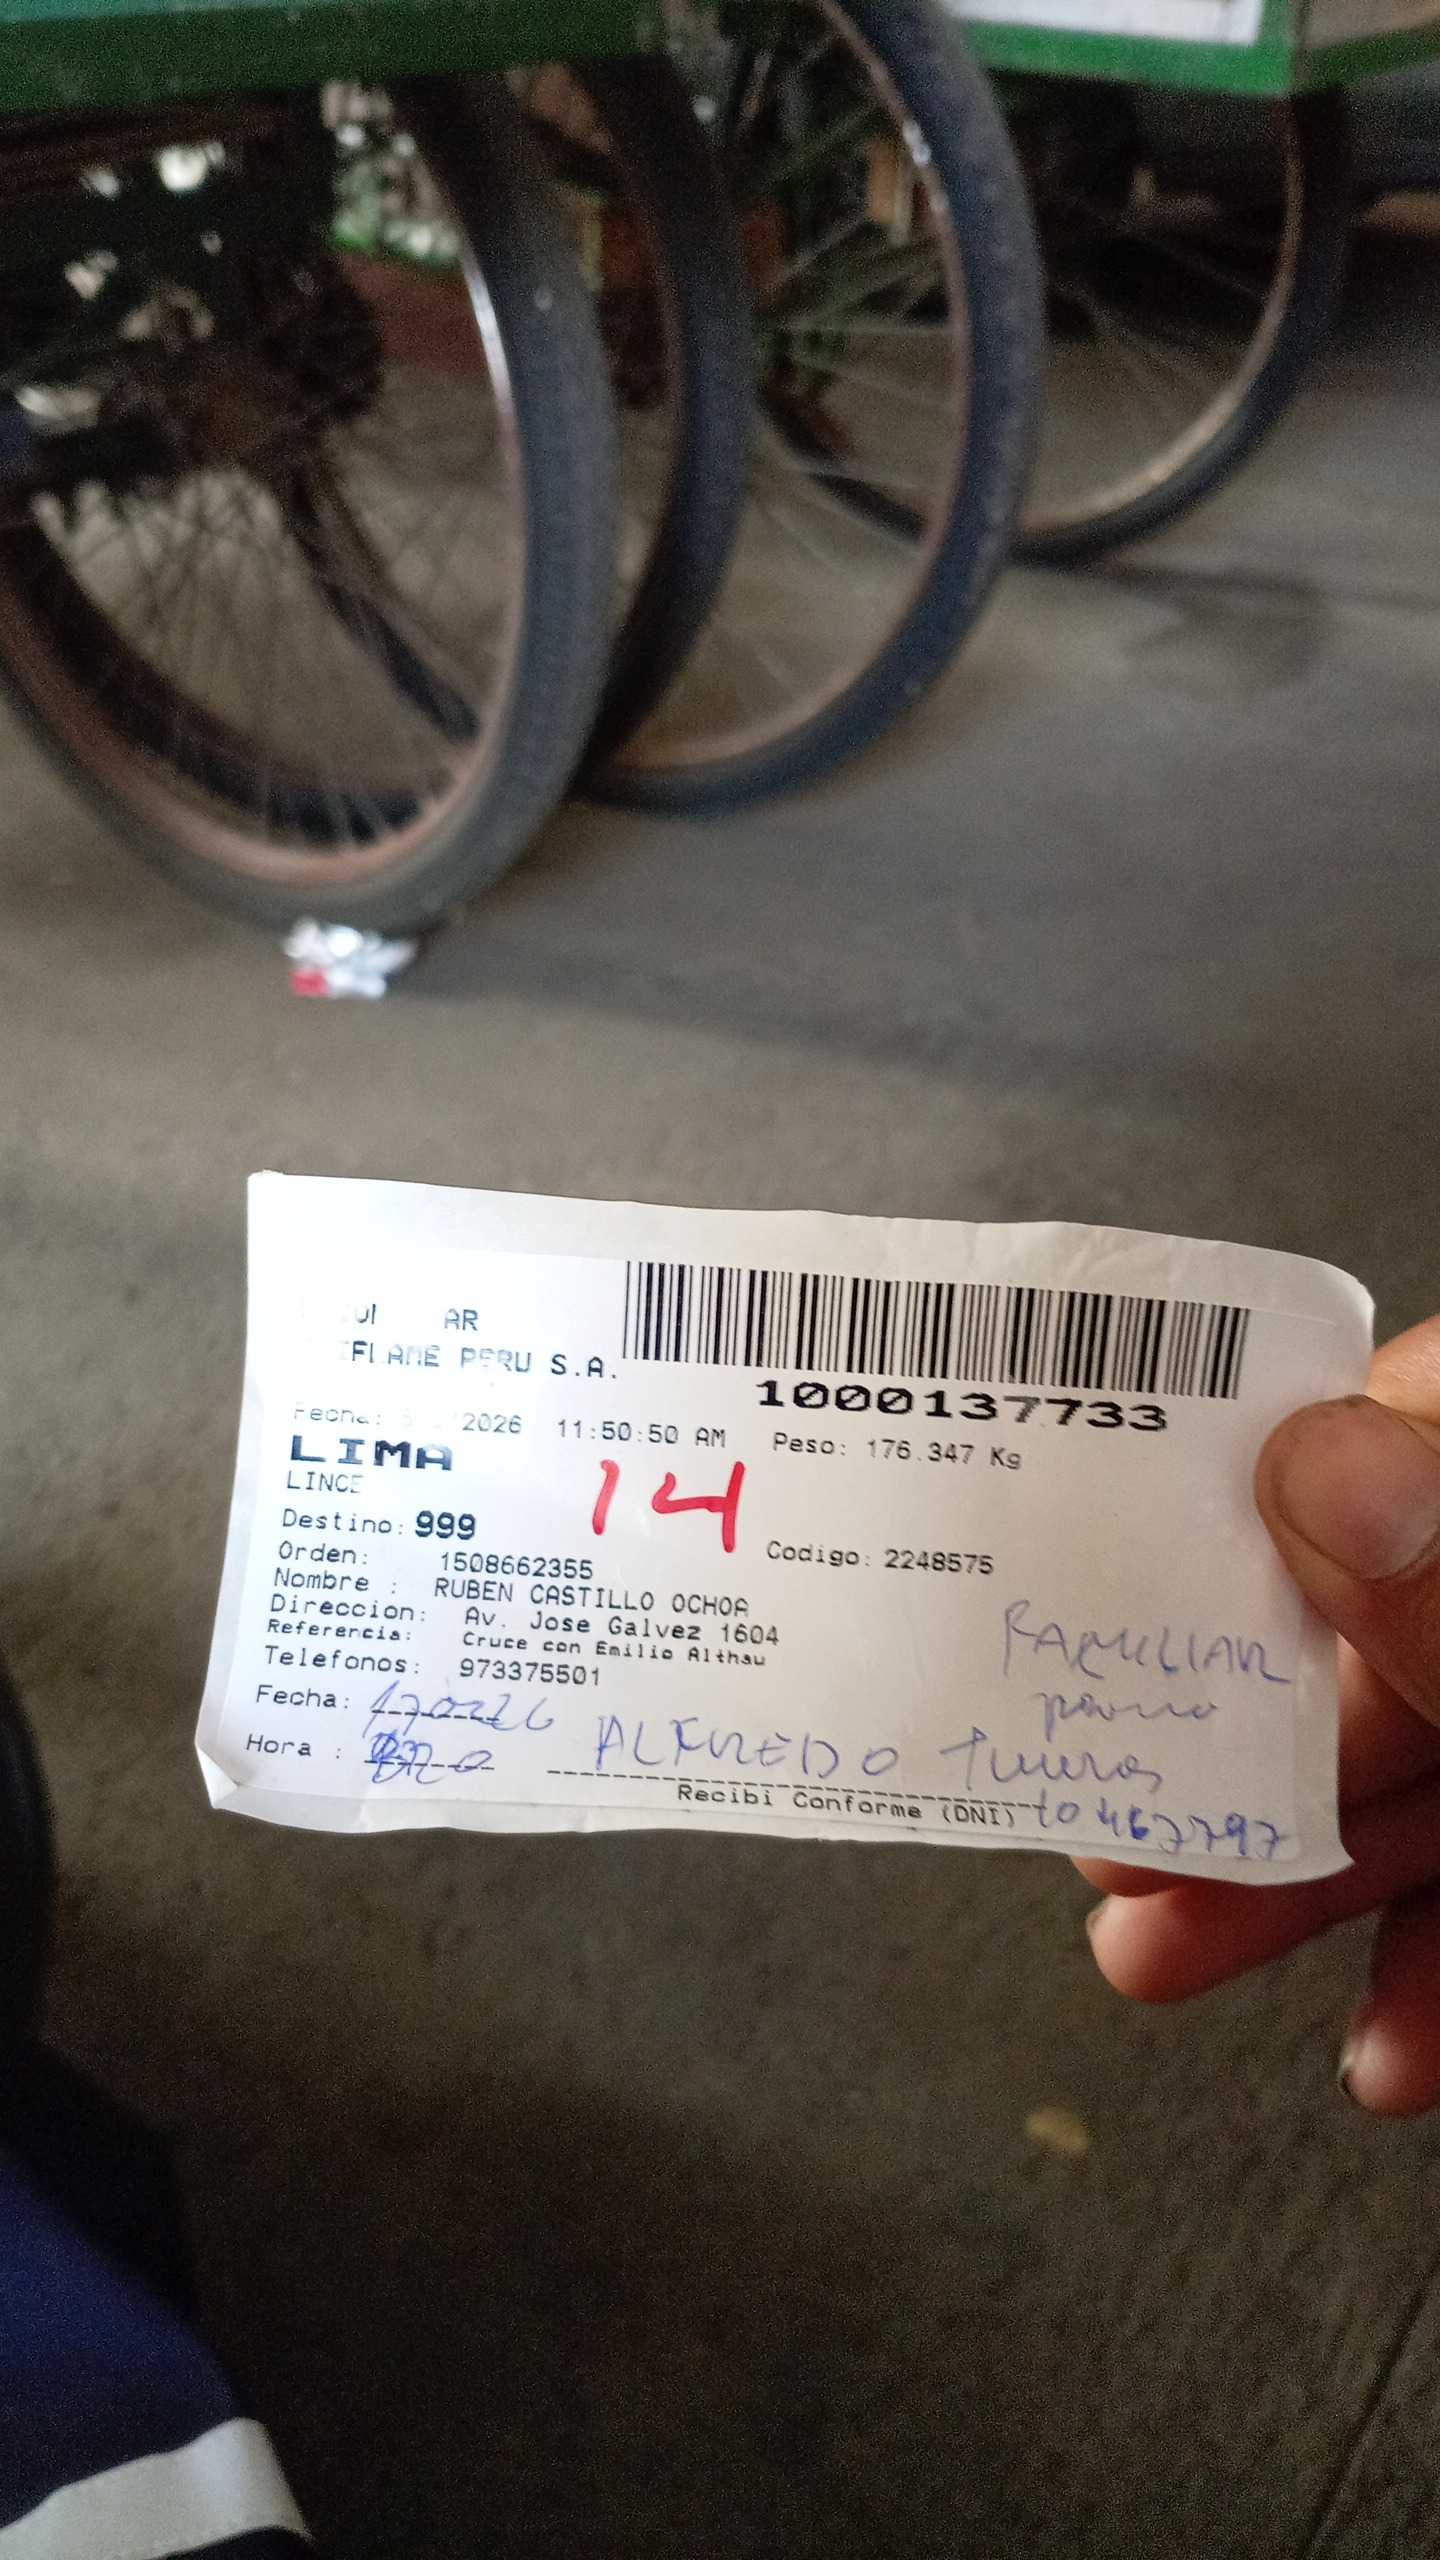 AR
PERU S.A.
1000137733
Fecha: 2026 11:50:50 AM Peso: 176.347 Kg
LIMA
LINCE
14
Destino: 999
Codigo: 2248575
Orden: 1508662355
Nombre : RUBEN CASTILLO OCHOA
Direccion: Av. Jose Galvez 1604
Referencia: Cruce con Emilio Althau
Telefonos: 973375501
FAMILIAR
Fecha:
Hora :
ALFREDO
Recibi Conforme (DNI)